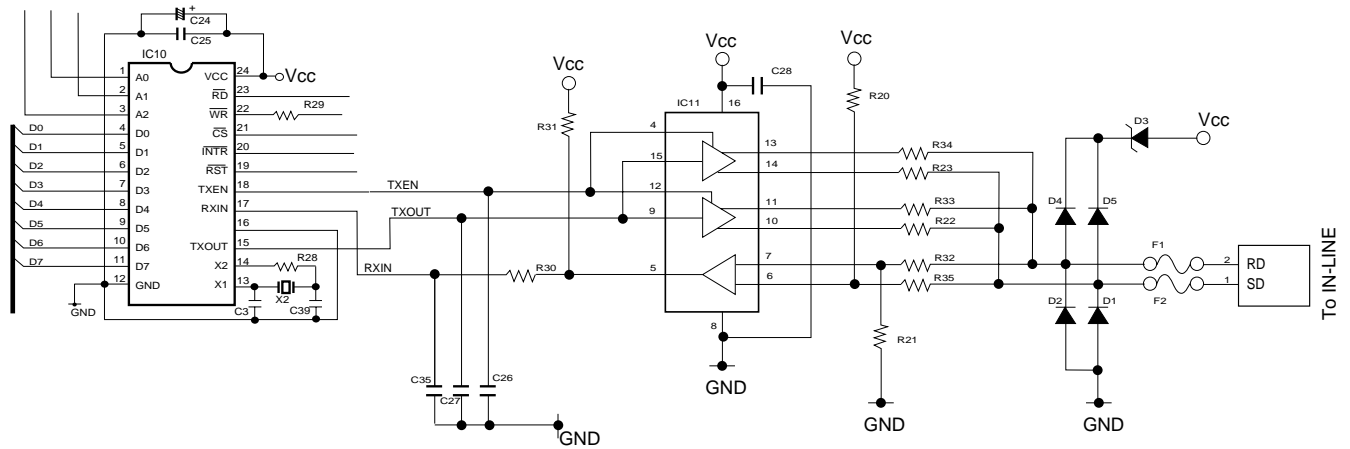 +
C24
C25
IC10
1 A0 VCC 24 Vcc
2 A1 RD 23
3 A2 WR 22 R29
D0 4 D0 CS 21
D1 5 D1 INTR 20
D2 6 D2 RST 19
D3 7 D3 TXEN 18 TXEN
D4 8 D4 RXIN 17
D5 9 D5 16
D6 10 D6 TXOUT 15 TXOUT
D7 11 D7 X2 14 R28
12 GND X1 13
GND
C3 X2 C39
RXIN
R30
R31
Vcc
C35
C27
C26
GND
Vcc
C28
IC11
16
4
15
12
9
5
13
14
11
10
7
6
8
GND
Vcc
R20
R34
R23
R33
R22
R32
R35
R21
GND
D3
Vcc
D4
D5
D2
D1
GND
F1
F2
2 RD
1 SD
To IN-LINE